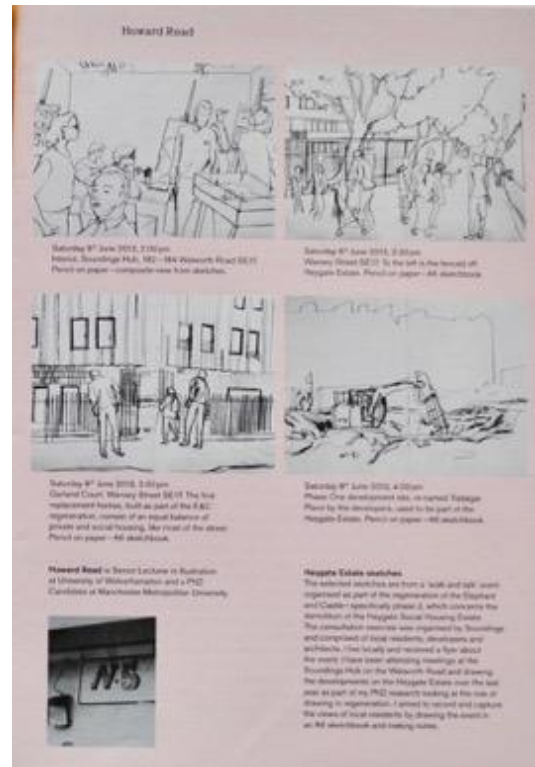 Howard Read
Saturday 8th June 2013, 2.00pm
Interior, Soundings Hub, 182–184 Walworth Road SE17.
Pencil on paper – composite view from sketches.
Saturday 8th June 2013, 3.30pm
Wansey Street SE17. To the left is the fenced off
Heygate Estate. Pencil on paper – A6 sketchbook.
Saturday 8th June 2013, 3.30pm
Garland Court, Wansey Street SE17. The first
replacement homes, built as part of the E&C
regeneration, consist of an equal balance of
private and social housing, like most of the street.
Pencil on paper – A6 sketchbook.
Saturday 8th June 2013, 4.00pm
Phase One development site, re-named Trafalgar
Place by the developers, used to be part of the
Heygate Estate. Pencil on paper – A6 sketchbook.
Howard Read is Senior Lecturer in Illustration
at University of Wolverhampton and a PhD
Candidate at Manchester Metropolitan University.
N·5
Heygate Estate sketches
The selected sketches are from a 'walk and talk' event
organised as part of the regeneration of the Elephant
and Castle – specifically phase 2, which concerns the
demolition of the Heygate Social Housing Estate.
The consultation exercise was organised by Soundings
and comprised of local residents, developers and
architects. I live locally and received a flyer about
the event. I have been attending meetings at the
Soundings Hub on the Walworth Road and drawing
the developments on the Heygate Estate over the last
year as part of my PhD research looking at the role of
drawing in regeneration. I aimed to record and capture
the views of local residents by drawing the event in
an A6 sketchbook and making notes.